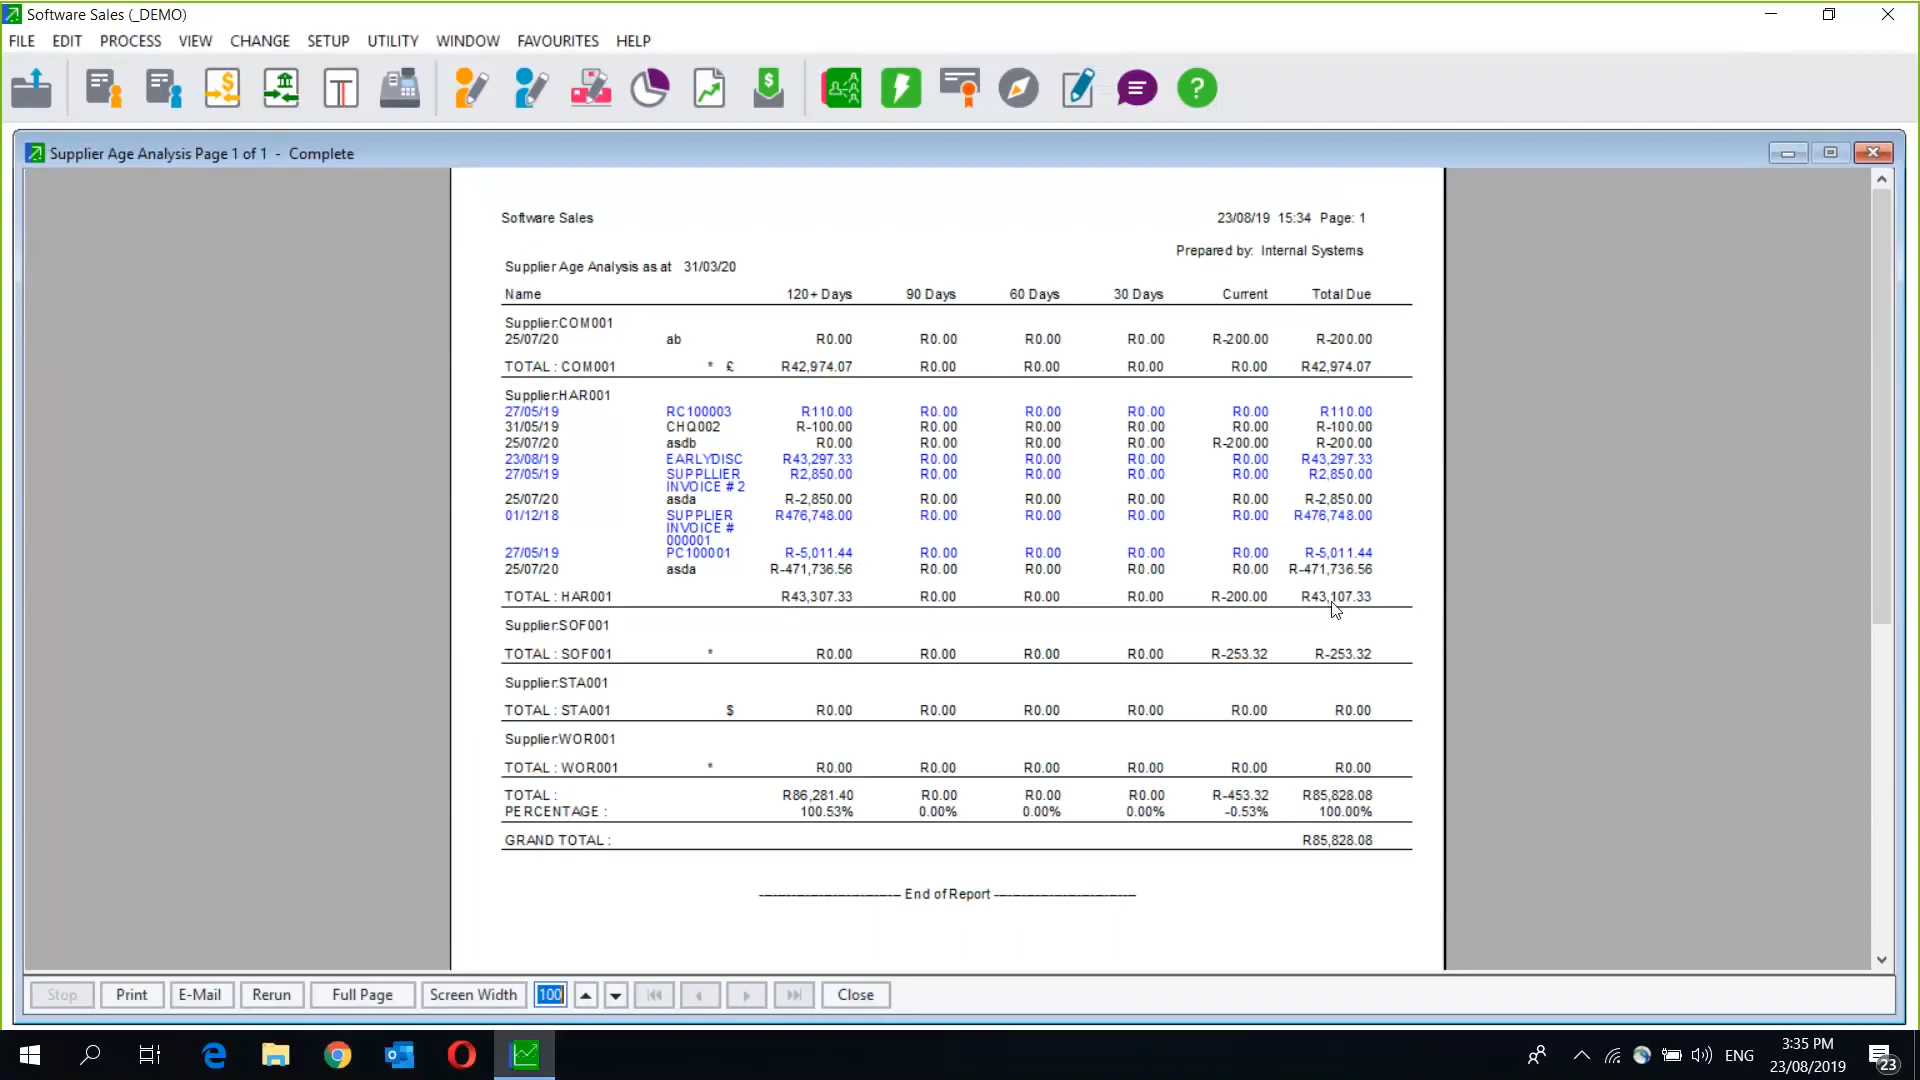 Software Sales (_DEMO)
FILE EDIT PROCESS VIEW CHANGE SETUP UTILITY WINDOW FAVOURITES HELP
Supplier Age Analysis Page 1 of 1 - Complete
Software Sales 23/08/19 15:34 Page: 1
Prepared by: Internal Systems
Supplier Age Analysis as at 31/03/20
Name 120+ Days 90 Days 60 Days 30 Days Current Total Due
Supplier:COM001
25/07/20 ab R0.00 R0.00 R0.00 R0.00 R-200.00 R-200.00
TOTAL : COM001 * £ R42,974.07 R0.00 R0.00 R0.00 R0.00 R42,974.07
Supplier:HAR001
27/05/19 RC100003 R110.00 R0.00 R0.00 R0.00 R0.00 R110.00
31/05/19 CHQ002 R-100.00 R0.00 R0.00 R0.00 R0.00 R-100.00
25/07/20 asdb R0.00 R0.00 R0.00 R0.00 R-200.00 R-200.00
23/08/19 EARLYDISC R43,297.33 R0.00 R0.00 R0.00 R0.00 R43,297.33
27/05/19 SUPPLLIER R2,850.00 R0.00 R0.00 R0.00 R0.00 R2,850.00
INVOICE # 2
25/07/20 asda R-2,850.00 R0.00 R0.00 R0.00 R0.00 R-2,850.00
01/12/18 SUPPLIER R476,748.00 R0.00 R0.00 R0.00 R0.00 R476,748.00
INVOICE #
000001
27/05/19 PC100001 R-5,011.44 R0.00 R0.00 R0.00 R0.00 R-5,011.44
25/07/20 asda R-471,736.56 R0.00 R0.00 R0.00 R0.00 R-471,736.56
TOTAL : HAR001 R43,307.33 R0.00 R0.00 R0.00 R-200.00 R43,107.33
Supplier:SOF001
TOTAL : SOF001 * R0.00 R0.00 R0.00 R0.00 R-253.32 R-253.32
Supplier:STA001
TOTAL : STA001 $ R0.00 R0.00 R0.00 R0.00 R0.00 R0.00
Supplier:WOR001
TOTAL : WOR001 * R0.00 R0.00 R0.00 R0.00 R0.00 R0.00
TOTAL : R86,281.40 R0.00 R0.00 R0.00 R-453.32 R85,828.08
PERCENTAGE : 100.53% 0.00% 0.00% 0.00% -0.53% 100.00%
GRAND TOTAL : R85,828.08
End of Report
Stop Print E-Mail Rerun Full Page Screen Width 100 Close
ENG
3:35 PM
23/08/2019
23